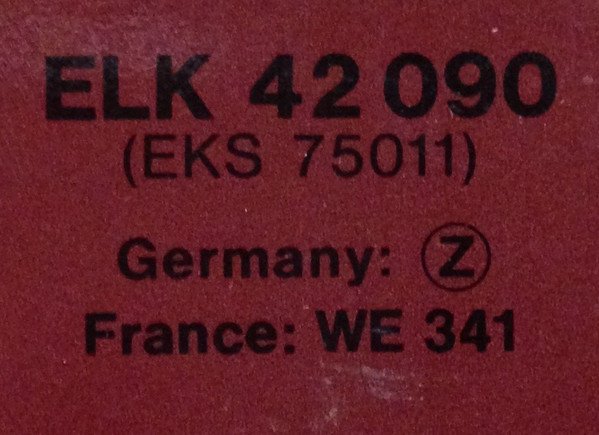 ELK 42 090
(EKS 75011)
Germany: Ⓩ
France: WE 341